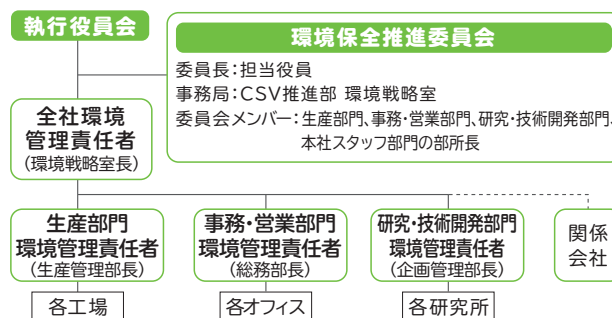 執行役員会
環境保全推進委員会
委員長：担当役員
事務局：CSV推進部 環境戦略室
委員会メンバー：生産部門、事務・営業部門、研究・技術開発部門、
本社スタッフ部門の部所長
全社環境
管理責任者
（環境戦略室長）
生産部門
環境管理責任者
（生産管理部長）
事務・営業部門
環境管理責任者
（総務部長）
研究・技術開発部門
環境管理責任者
（企画管理部長）
関係
会社
各工場
各オフィス
各研究所